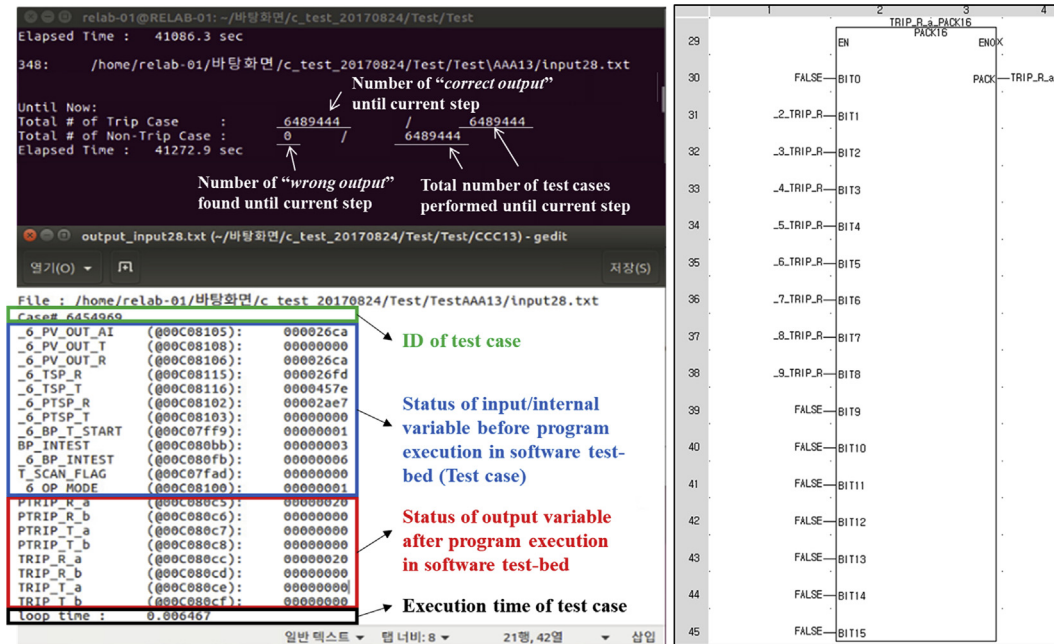 relab-01@RELAB-01: ~/바탕화면/c_test_20170824/Test/Test
Elapsed Time :   41086.3 sec
348:    /home/relab-01/바탕화면/c_test_20170824/Test/Test\AAA13/input28.txt
Number of “correct output”
until current step
Until Now:
Total # of Trip Case     :    6489444    /    6489444
Total # of Non-Trip Case :    0    /    6489444
Elapsed Time :   41272.9 sec
Number of “wrong output”
found until current step
Total number of test cases
performed until current step
output_input28.txt (~/바탕화면/c_test_20170824/Test/Test/CCC13) - gedit
열기(O)
저장(S)
File : /home/relab-01/바탕화면/c_test_20170824/Test/TestAAA13/input28.txt
Case# 6454969
_6_PV_OUT_AI    (@00C08105):    000026ca
_6_PV_OUT_T     (@00C08108):    00000000
_6_PV_OUT_R     (@00C08106):    000026ca
_6_TSP_R        (@00C08115):    000026fd
_6_TSP_T        (@00C08116):    0000457e
_6_PTSP_R       (@00C08102):    00002ae7
_6_PTSP_T       (@00C08103):    00000000
_6_BP_T_START   (@00C07ff9):    00000001
BP_INTEST       (@00C080bb):    00000003
_6_BP_INTEST    (@00C080fb):    00000006
T_SCAN_FLAG     (@00C07fad):    00000000
_6_OP_MODE      (@00C08100):    00000001
PTRIP_R_a       (@00C080c5):    00000020
PTRIP_R_b       (@00C080c6):    00000000
PTRIP_T_a       (@00C080c7):    00000000
PTRIP_T_b       (@00C080c8):    00000000
TRIP_R_a        (@00C080cc):    00000020
TRIP_R_b        (@00C080cd):    00000000
TRIP_T_a        (@00C080ce):    00000000
TRIP_T_b        (@00C080cf):    00000000
loop time :     0.006467
ID of test case
Status of input/internal
variable before program
execution in software test-
bed (Test case)
Status of output variable
after program execution
in software test-bed
Execution time of test case
일반 텍스트    탭 너비: 8    21행, 42열    삽입
1    2    3    4
TRIP_R_a_PACK16
PACK16
29    EN    ENO X
30    FALSE    BIT0    PACK    TRIP_R_a
31    _2_TRIP_R    BIT1
32    _3_TRIP_R    BIT2
33    _4_TRIP_R    BIT3
34    _5_TRIP_R    BIT4
35    _6_TRIP_R    BIT5
36    _7_TRIP_R    BIT6
37    _8_TRIP_R    BIT7
38    _9_TRIP_R    BIT8
39    FALSE    BIT9
40    FALSE    BIT10
41    FALSE    BIT11
42    FALSE    BIT12
43    FALSE    BIT13
44    FALSE    BIT14
45    FALSE    BIT15